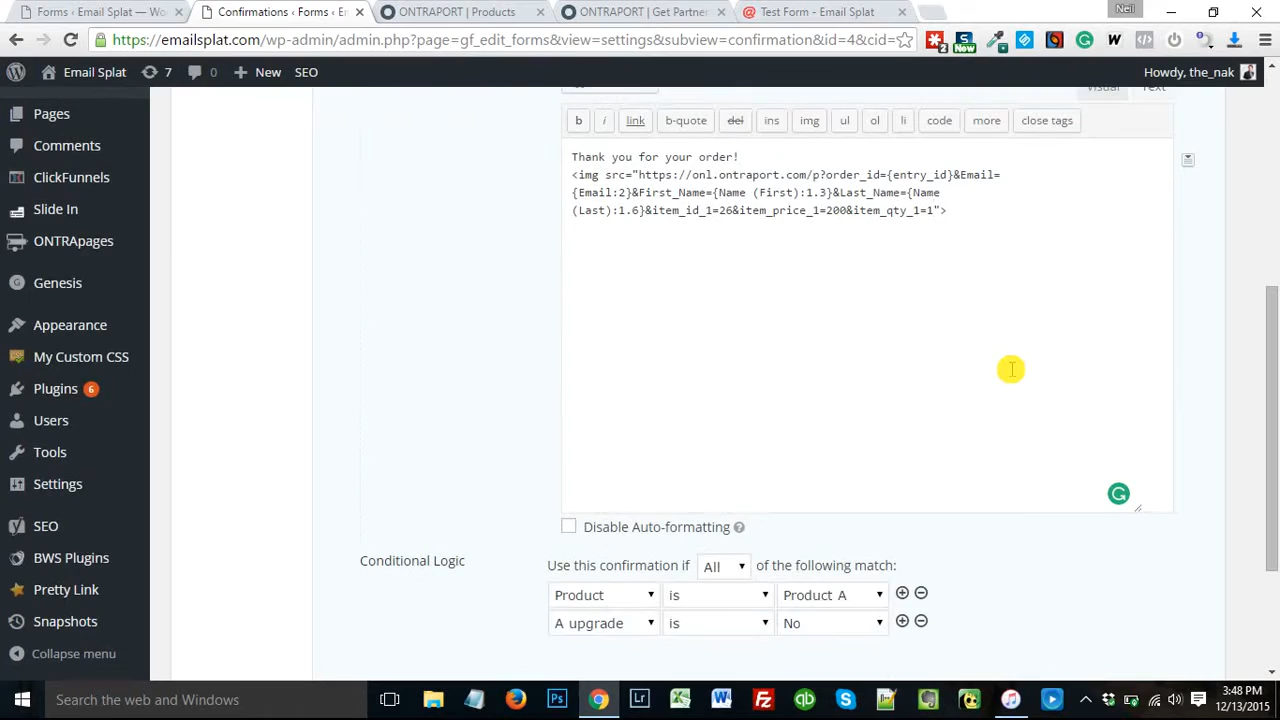 Neil
Forms ‹ Email Splat — Wo
Confirmations ‹ Forms ‹ E
ONTRAPORT | Products
ONTRAPORT | Get Partner
Test Form - Email Splat
https://emailsplat.com/wp-admin/admin.php?page=gf_edit_forms&view=settings&subview=confirmation&id=4&cid=
2
New
Email Splat
7
0
New
SEO
Howdy, the_nak
Pages
Comments
ClickFunnels
Slide In
ONTRApages
Genesis
Appearance
My Custom CSS
Plugins 6
Users
Tools
Settings
SEO
BWS Plugins
Pretty Link
Snapshots
Collapse menu
Visual Text
b i link b-quote del ins img ul ol li code more close tags
Thank you for your order!
<img src="https://onl.ontraport.com/p?order_id={entry_id}&Email=
{Email:2}&First_Name={Name (First):1.3}&Last_Name={Name
(Last):1.6}&item_id_1=26&item_price_1=200&item_qty_1=1">
Disable Auto-formatting
Conditional Logic
Use this confirmation if All of the following match:
Product is Product A
A upgrade is No
Search the web and Windows
3:48 PM
12/13/2015